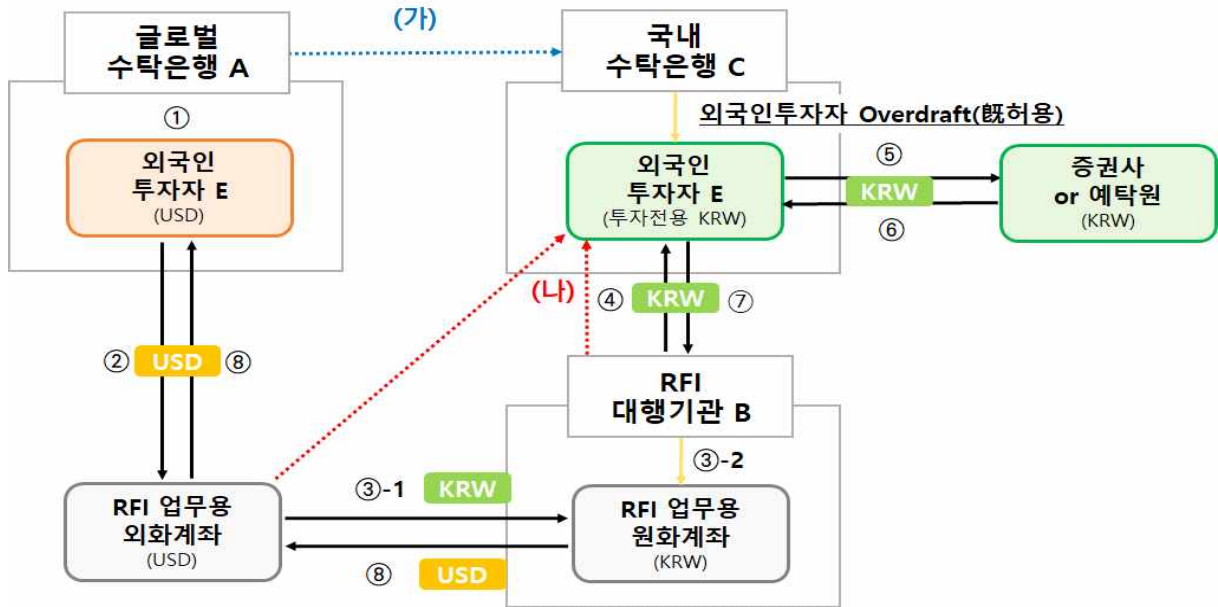 글로벌
수탁은행 A
(가)
국내
수탁은행 C
①
외국인투자자 Overdraft(旣허용)
외국인
투자자 E
(USD)
외국인
투자자 E
(투자전용 KRW)
⑤
KRW
⑥
증권사
or 예탁원
(KRW)
(나)
④ KRW ⑦
② USD ⑧
RFI
대행기관 B
③-2
③-1 KRW
RFI 업무용
외화계좌
(USD)
RFI 업무용
원화계좌
(KRW)
⑧ USD